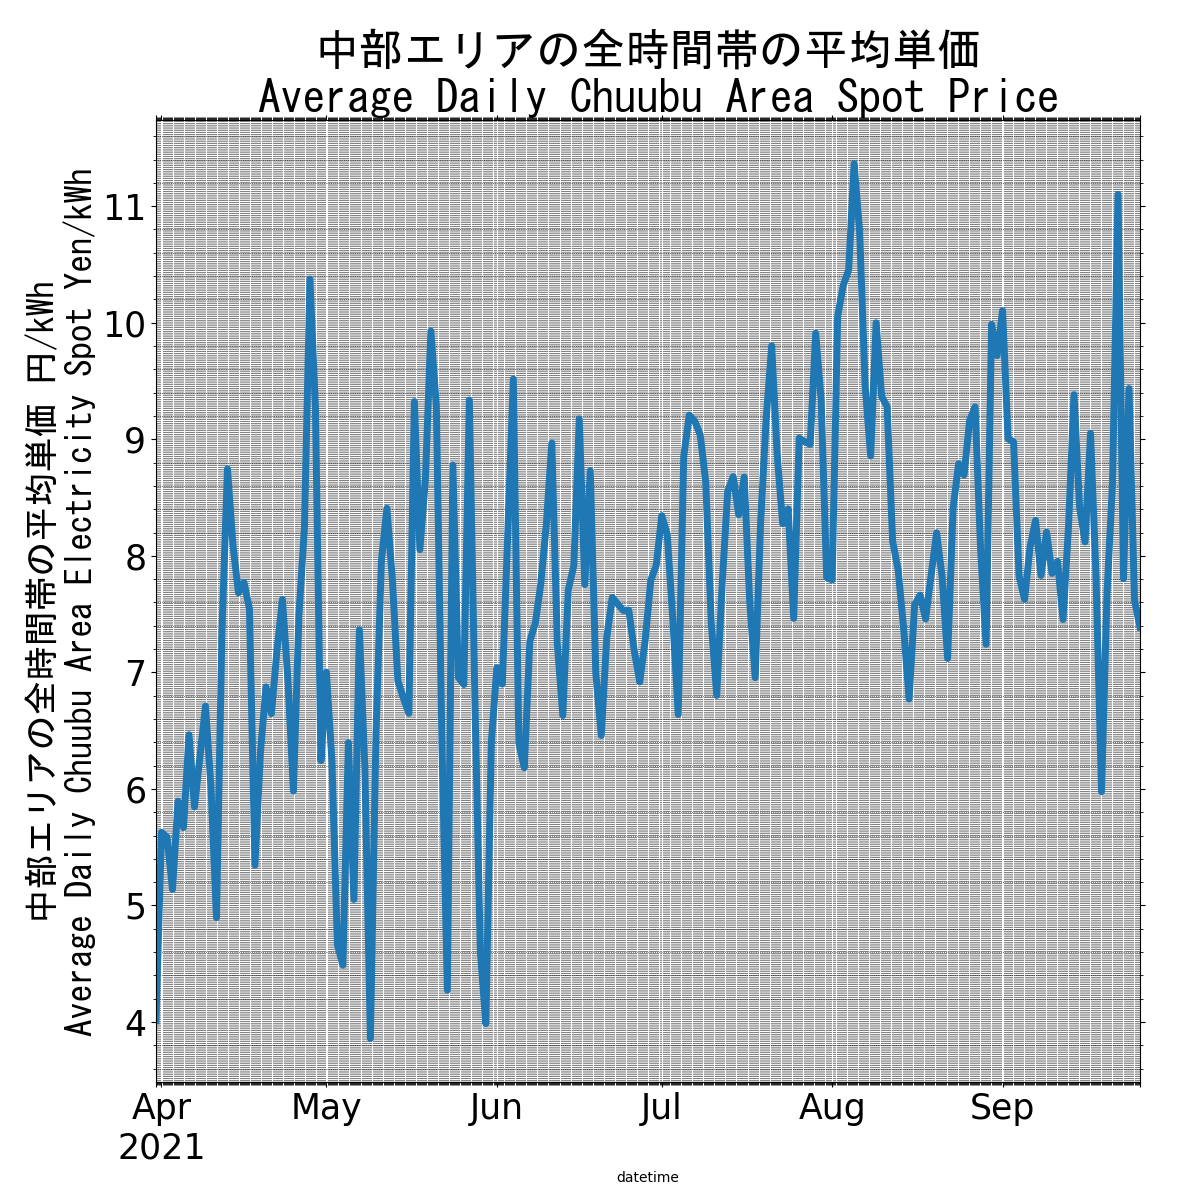 中部エリアの全時間帯の平均単価
Average Daily Chuubu Area Spot Price
中部エリアの全時間帯の平均単価 円/kWh
Average Daily Chuubu Area Electricity Spot Yen/kWh
11
10
9
8
7
6
5
4
Apr May Jun Jul Aug Sep
2021
datetime